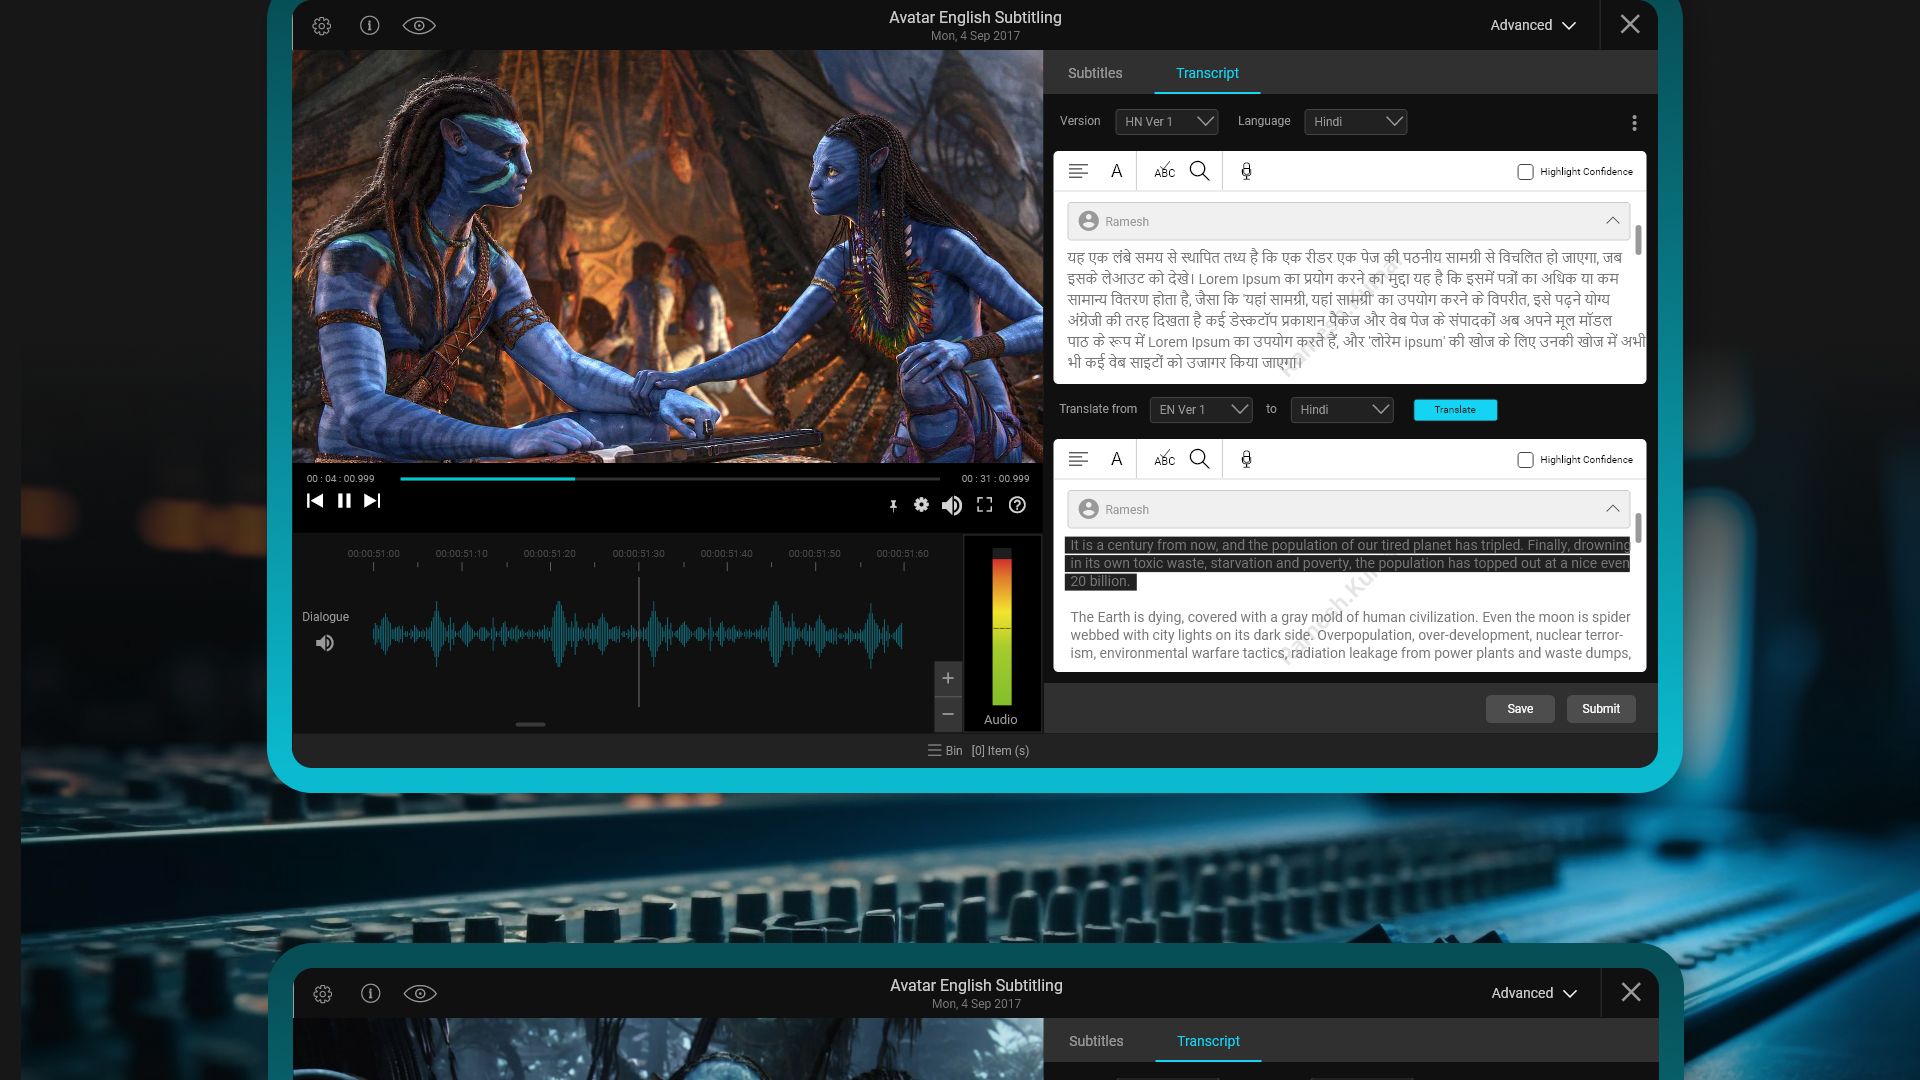 Avatar English Subtitling
Mon, 4 Sep 2017
Advanced
Subtitles Transcript
Version HN Ver 1 Language Hindi
A ABC Highlight Confidence
Ramesh
यह एक लंबे समय से स्थापित तथ्य है कि एक रीडर एक पेज की पठनीय सामग्री से विचलित हो जाएगा, जब
इसके लेआउट को देखे। Lorem Ipsum का प्रयोग करने का मुद्दा यह है कि इसमें पत्रों का अधिक या कम
सामान्य वितरण होता है, जैसा कि 'यहां सामग्री, यहां सामग्री' का उपयोग करने के विपरीत, इसे पढ़ने योग्य
अंग्रेजी की तरह दिखता है कई डेस्कटॉप प्रकाशन पैकेज और वेब पेज के संपादकों अब अपने मूल मॉडल
पाठ के रूप में Lorem Ipsum का उपयोग करते हैं, और 'लोरेम ipsum' की खोज के लिए उनकी खोज में अभी
भी कई वेब साइटों को उजागर किया जाएगा।
Ramesh.Kumar
Translate from EN Ver 1 to Hindi Translate
A ABC Highlight Confidence
Ramesh
It is a century from now, and the population of our tired planet has tripled. Finally, drowning
in its own toxic waste, starvation and poverty, the population has topped out at a nice even
20 billion.
The Earth is dying, covered with a gray mold of human civilization. Even the moon is spider
webbed with city lights on its dark side. Overpopulation, over-development, nuclear terror-
ism, environmental warfare tactics, radiation leakage from power plants and waste dumps,
Save Submit
00 : 04 : 00.999 00 : 31 : 00.999
00:00:51:00 00:00:51:10 00:00:51:20 00:00:51:30 00:00:51:40 00:00:51:50 00:00:51:60
Dialogue
+
−
Audio
Bin [0] Item (s)
Avatar English Subtitling
Mon, 4 Sep 2017
Advanced
Subtitles Transcript